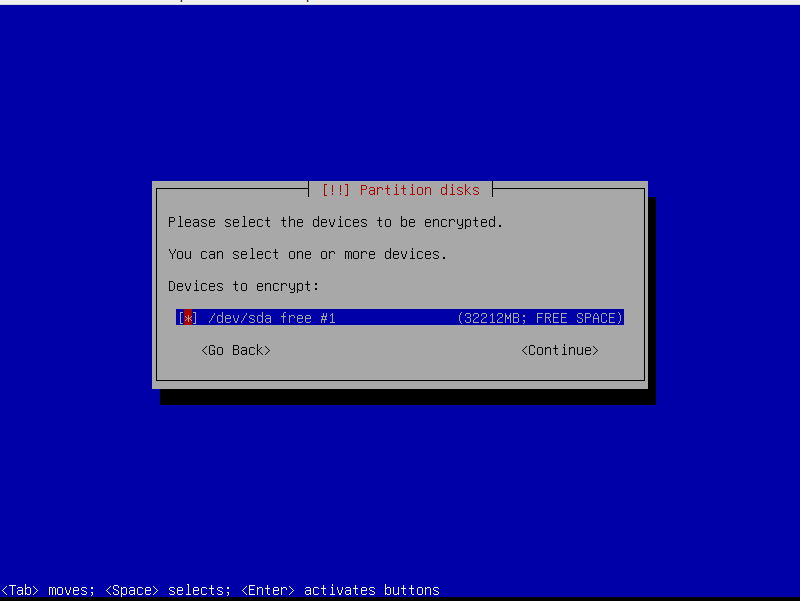 [!!] Partition disks
Please select the devices to be encrypted.
You can select one or more devices.
Devices to encrypt:
[*] /dev/sda free #1 (32212MB; FREE SPACE)
<Go Back> <Continue>
<Tab> moves; <Space> selects; <Enter> activates buttons